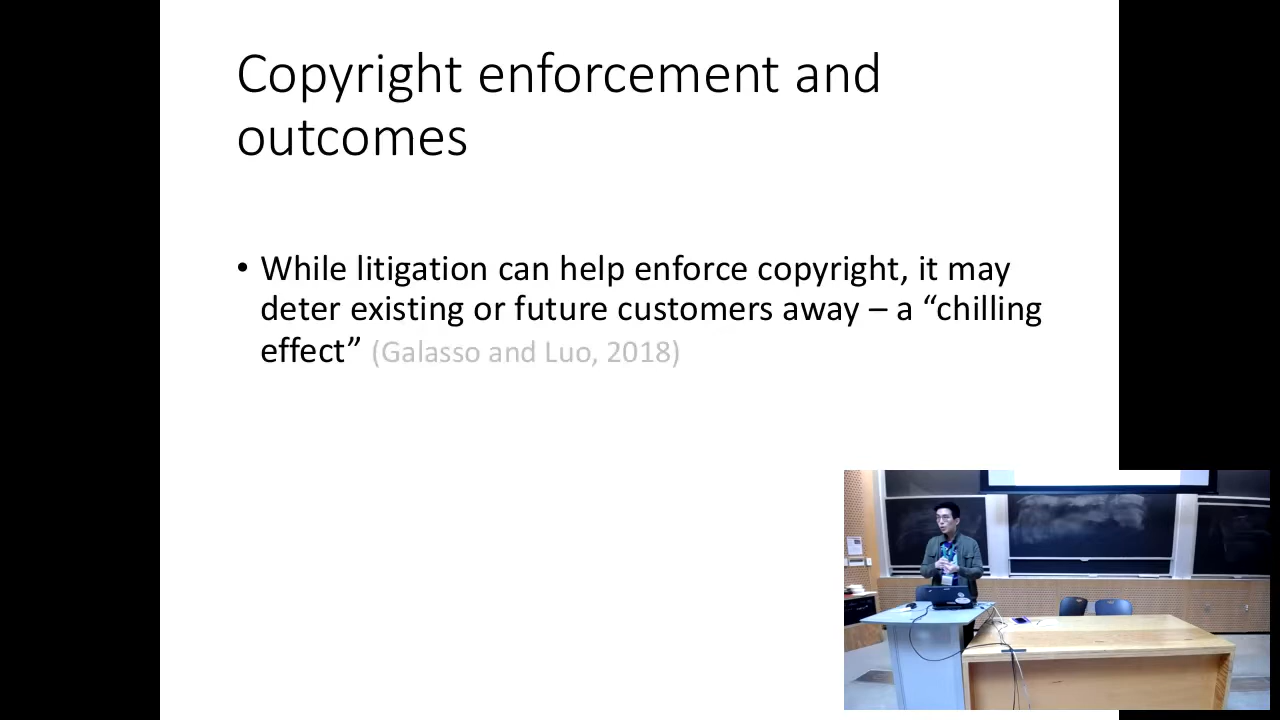 Copyright enforcement and
outcomes
• While litigation can help enforce copyright, it may
deter existing or future customers away – a “chilling
effect” (Galasso and Luo, 2018)